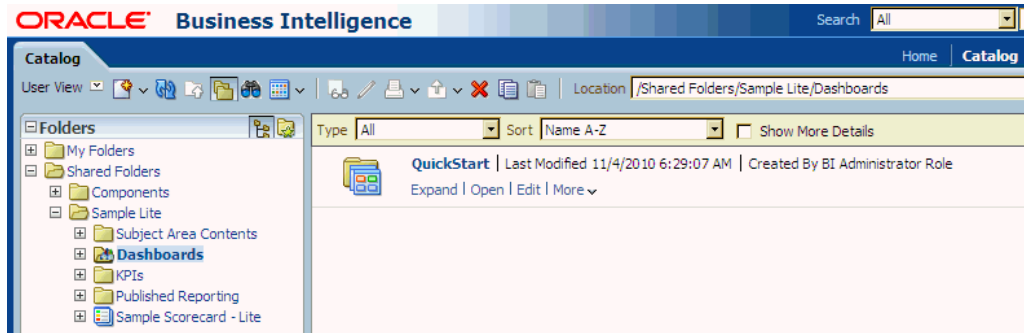 ORACLE Business Intelligence
Search All
Catalog
Home Catalog
User View
Location /Shared Folders/Sample Lite/Dashboards
Folders
Type All Sort Name A-Z Show More Details
My Folders
Shared Folders
Components
Sample Lite
Subject Area Contents
Dashboards
KPIs
Published Reporting
Sample Scorecard - Lite
QuickStart | Last Modified 11/4/2010 6:29:07 AM | Created By BI Administrator Role
Expand | Open | Edit | More